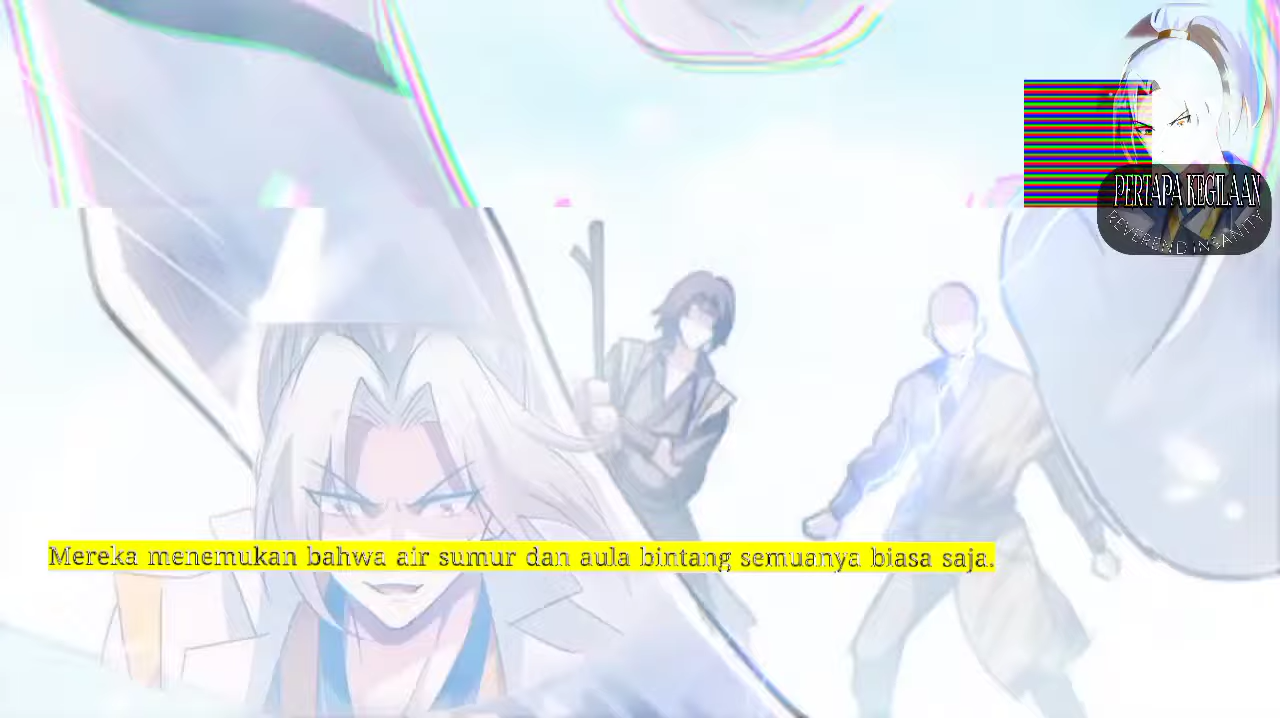 PERTAPA KEGILAAN
REVEREND INSANITY
Mereka menemukan bahwa air sumur dan aula bintang semuanya biasa saja.